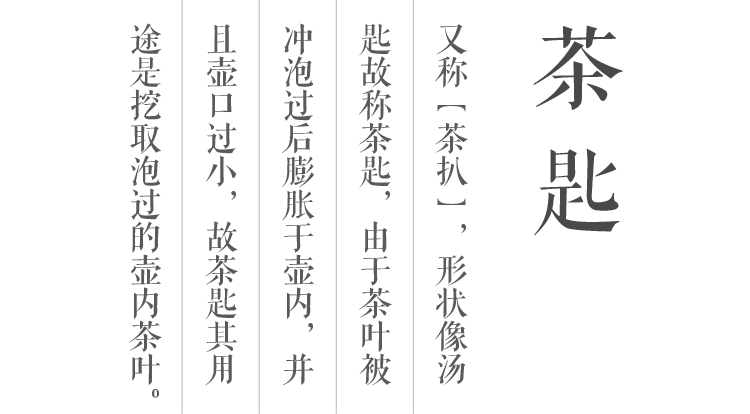 茶匙
又称【茶扒】，形状像汤
匙故称茶匙，由于茶叶被
冲泡过后膨胀于壶内，并
且壶口过小，故茶匙其用
途是挖取泡过的壶内茶叶。